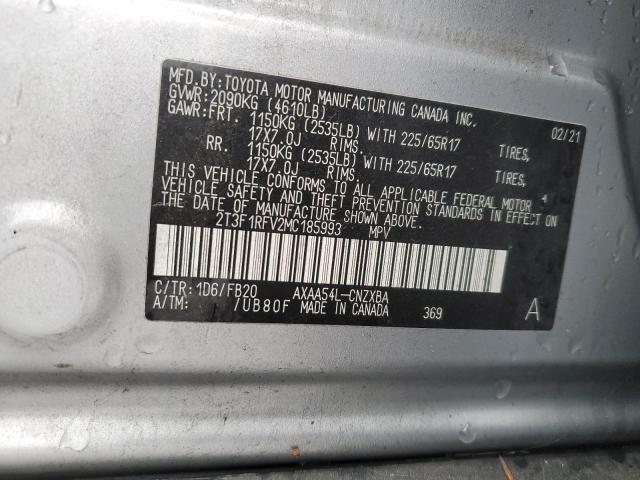 MFD.BY:TOYOTA MOTOR MANUFACTURING CANADA INC.
GVWR:2090KG (4610LB) 02/21
GAWR:FRT. 1150KG (2535LB) WITH 225/65R17 TIRES,
17X7.0J RIMS.
RR. 1150KG (2535LB) WITH 225/65R17 TIRES,
17X7.0J RIMS.
THIS VEHICLE CONFORMS TO ALL APPLICABLE FEDERAL MOTOR
VEHICLE SAFETY AND THEFT PREVENTION STANDARDS IN EFFECT ON
THE DATE OF MANUFACTURE SHOWN ABOVE.
2T3F1RFV2MC185993 MPV
C/TR:1D6/FB20 AXAA54L-CNZXBA
A/TM: /UB80F MADE IN CANADA 369 A